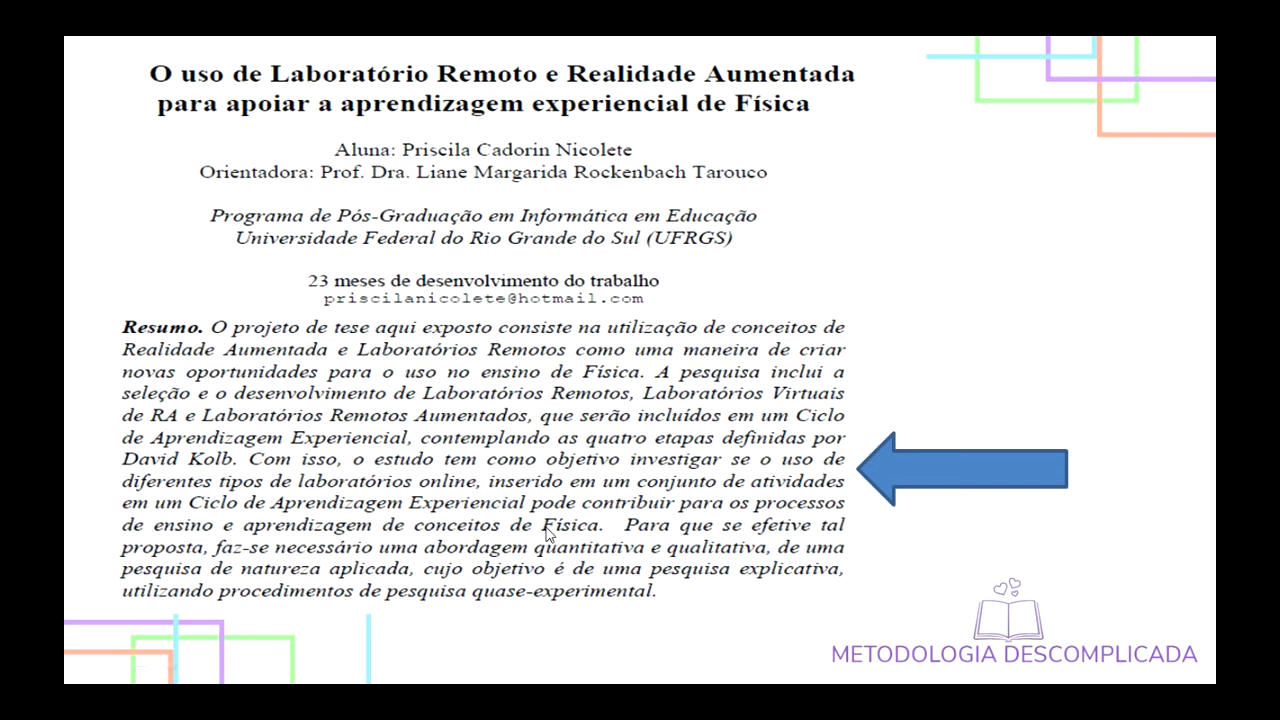 O uso de Laboratório Remoto e Realidade Aumentada
para apoiar a aprendizagem experiencial de Física
Aluna: Priscila Cadorin Nicolete
Orientadora: Prof. Dra. Liane Margarida Rockenbach Tarouco
Programa de Pós-Graduação em Informática em Educação
Universidade Federal do Rio Grande do Sul (UFRGS)
23 meses de desenvolvimento do trabalho
priscilanicolete@hotmail.com
Resumo. O projeto de tese aqui exposto consiste na utilização de conceitos de
Realidade Aumentada e Laboratórios Remotos como uma maneira de criar
novas oportunidades para o uso no ensino de Física. A pesquisa inclui a
seleção e o desenvolvimento de Laboratórios Remotos, Laboratórios Virtuais
de RA e Laboratórios Remotos Aumentados, que serão incluídos em um Ciclo
de Aprendizagem Experiencial, contemplando as quatro etapas definidas por
David Kolb. Com isso, o estudo tem como objetivo investigar se o uso de
diferentes tipos de laboratórios online, inserido em um conjunto de atividades
em um Ciclo de Aprendizagem Experiencial pode contribuir para os processos
de ensino e aprendizagem de conceitos de Física. Para que se efetive tal
proposta, faz-se necessário uma abordagem quantitativa e qualitativa, de uma
pesquisa de natureza aplicada, cujo objetivo é de uma pesquisa explicativa,
utilizando procedimentos de pesquisa quase-experimental.
METODOLOGIA DESCOMPLICADA